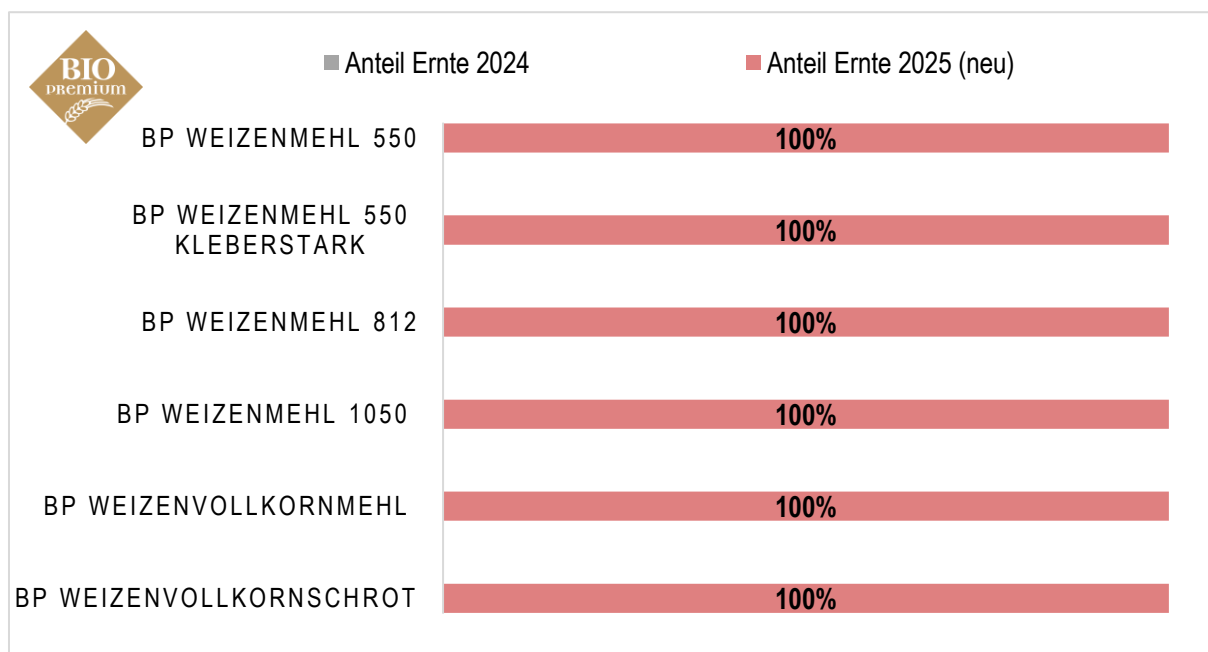 BIO
PREMIUM
Anteil Ernte 2024
Anteil Ernte 2025 (neu)
BP WEIZENMEHL 550
100%
BP WEIZENMEHL 550
KLEBERSTARK
100%
BP WEIZENMEHL 812
100%
BP WEIZENMEHL 1050
100%
BP WEIZENVOLLKORNMEHL
100%
BP WEIZENVOLLKORNSCHROT
100%